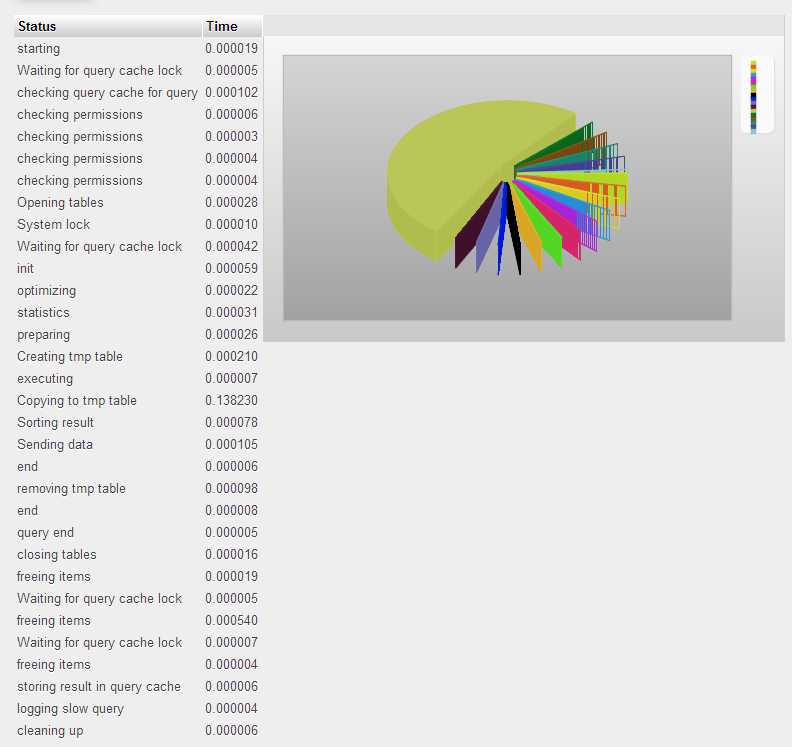 Status Time
starting 0.000019
Waiting for query cache lock 0.000005
checking query cache for query 0.000102
checking permissions 0.000006
checking permissions 0.000003
checking permissions 0.000004
checking permissions 0.000004
Opening tables 0.000028
System lock 0.000010
Waiting for query cache lock 0.000042
init 0.000059
optimizing 0.000022
statistics 0.000031
preparing 0.000026
Creating tmp table 0.000210
executing 0.000007
Copying to tmp table 0.138230
Sorting result 0.000078
Sending data 0.000105
end 0.000006
removing tmp table 0.000098
end 0.000008
query end 0.000005
closing tables 0.000016
freeing items 0.000019
Waiting for query cache lock 0.000005
freeing items 0.000540
Waiting for query cache lock 0.000007
freeing items 0.000004
storing result in query cache 0.000006
logging slow query 0.000004
cleaning up 0.000006